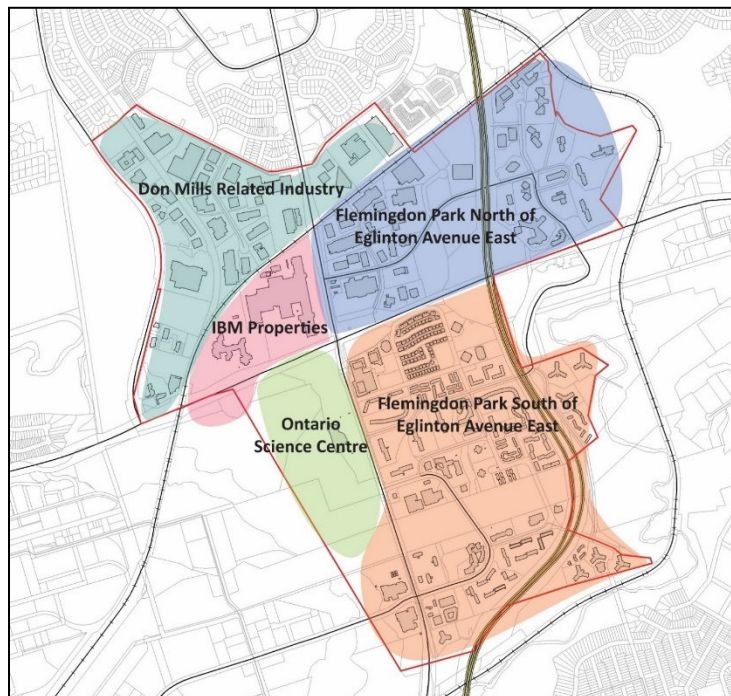 Don Mills Related Industry
Flemingdon Park North of
Eglinton Avenue East
IBM Properties
Ontario
Science Centre
Flemingdon Park South of
Eglinton Avenue East